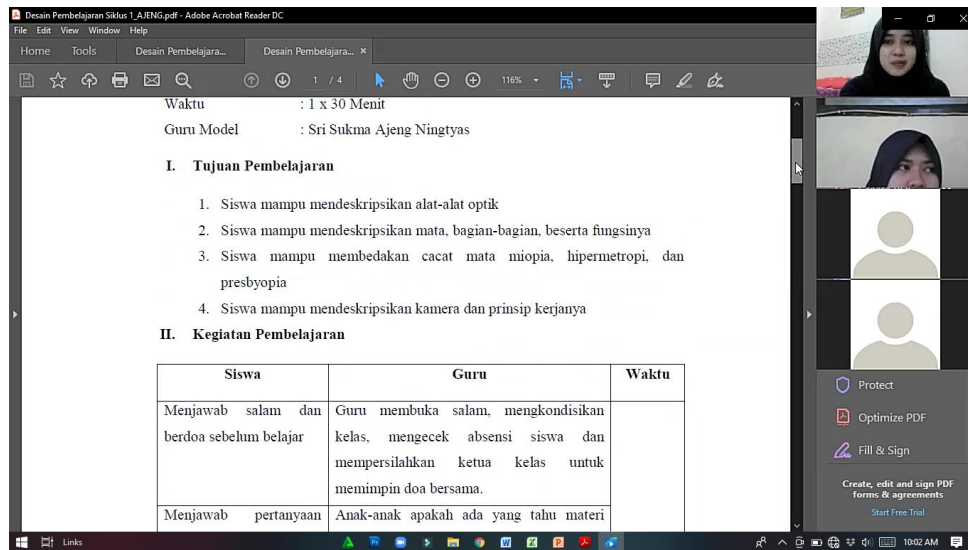 Desain Pembelajaran Siklus 1_AJENG.pdf - Adobe Acrobat Reader DC
File Edit View Window Help
Home Tools Desain Pembelajara... Desain Pembelajara... ×
1 / 4 116%
Waktu : 1 x 30 Menit
Guru Model : Sri Sukma Ajeng Ningtyas
I. Tujuan Pembelajaran
1. Siswa mampu mendeskripsikan alat-alat optik
2. Siswa mampu mendeskripsikan mata, bagian-bagian, beserta fungsinya
3. Siswa mampu membedakan cacat mata miopia, hipermetropi, dan
presbyopia
4. Siswa mampu mendeskripsikan kamera dan prinsip kerjanya
II. Kegiatan Pembelajaran
Siswa Guru Waktu
Menjawab salam dan
berdoa sebelum belajar
Guru membuka salam, mengkondisikan
kelas, mengecek absensi siswa dan
mempersilahkan ketua kelas untuk
memimpin doa bersama.
Menjawab pertanyaan
Anak-anak apakah ada yang tahu materi
Protect
Optimize PDF
Fill & Sign
Create, edit and sign PDF
forms & agreements
Start Free Trial
Links
10:02 AM